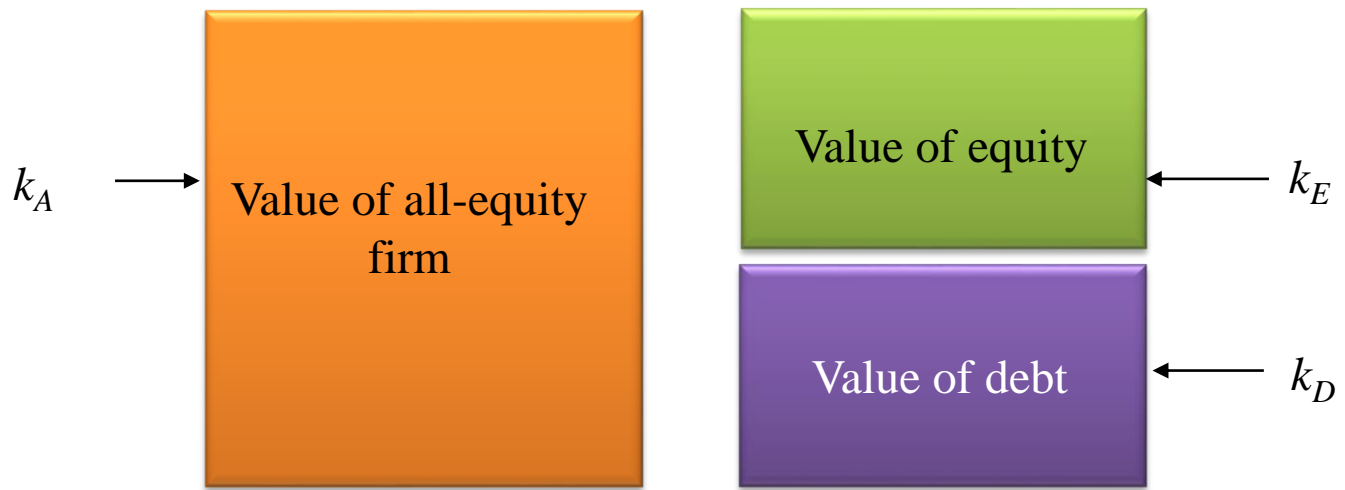 k_A
Value of all-equity
firm
Value of equity
k_E
Value of debt
k_D